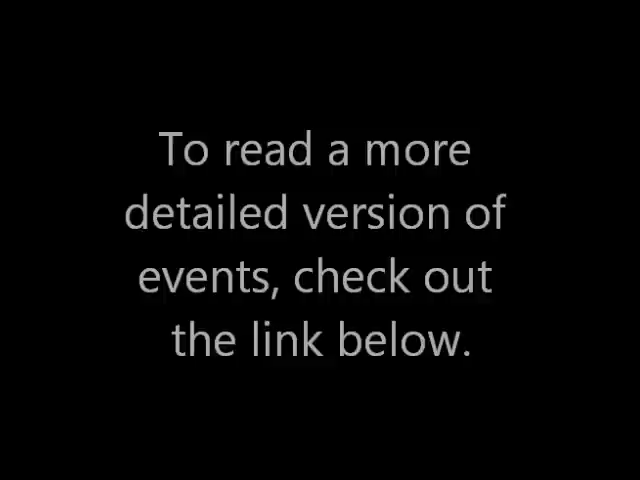 To read a more
detailed version of
events, check out
the link below.